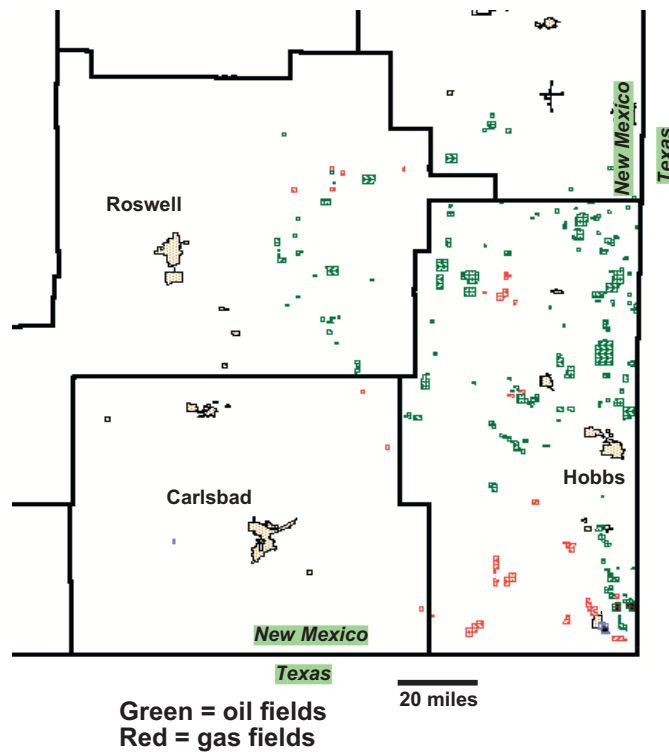 New Mexico
Texas
Roswell
Hobbs
Carlsbad
New Mexico
Texas
20 miles
Green = oil fields
Red = gas fields